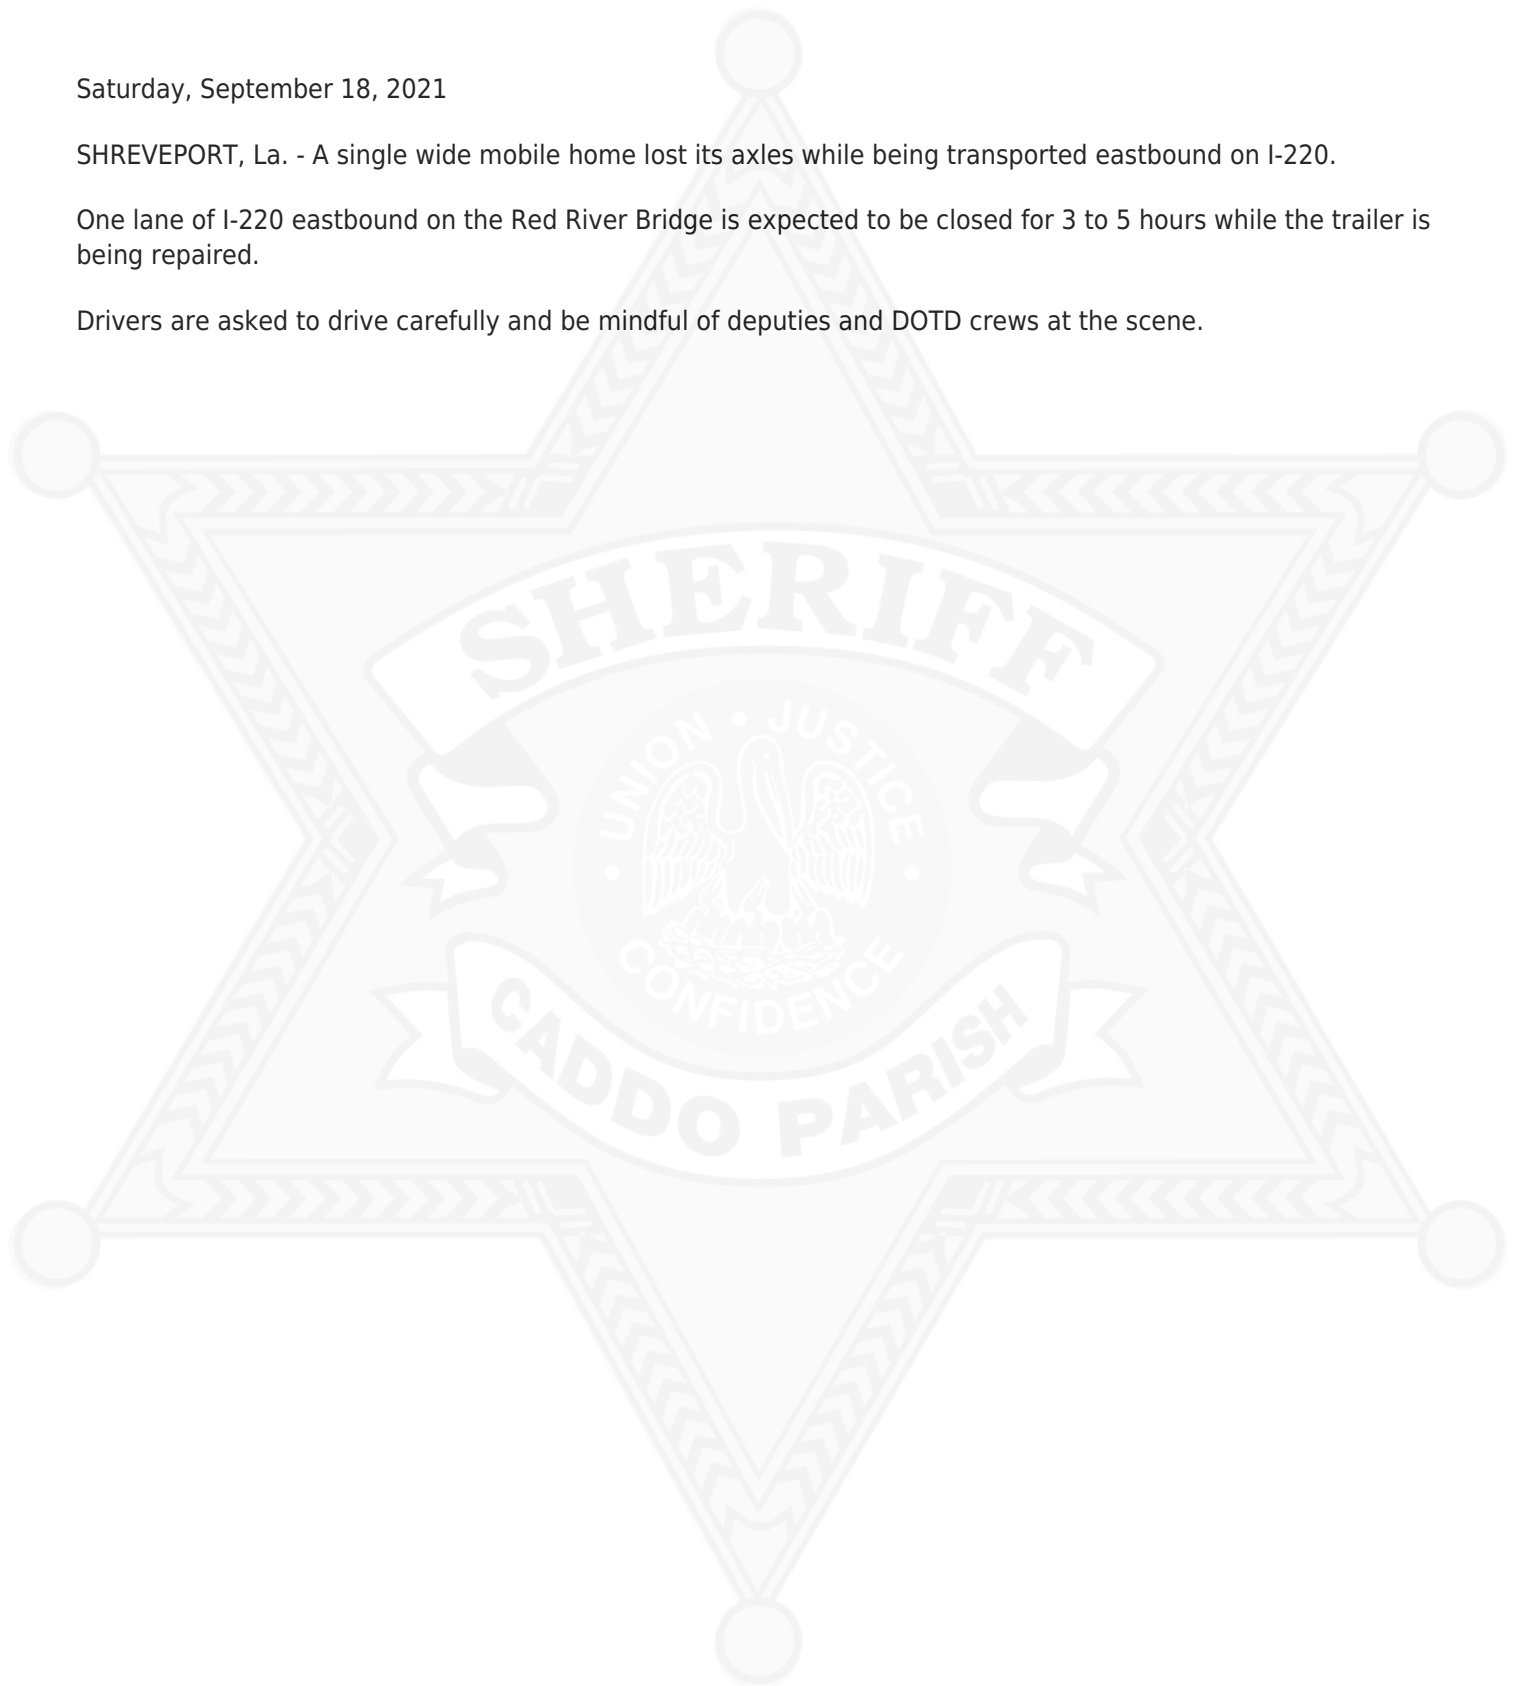 Saturday, September 18, 2021
SHREVEPORT, La. - A single wide mobile home lost its axles while being transported eastbound on I-220.
One lane of I-220 eastbound on the Red River Bridge is expected to be closed for 3 to 5 hours while the trailer is
being repaired.
Drivers are asked to drive carefully and be mindful of deputies and DOTD crews at the scene.
SHERIFF
UNION • JUSTICE
• CONFIDENCE •
CADDO PARISH